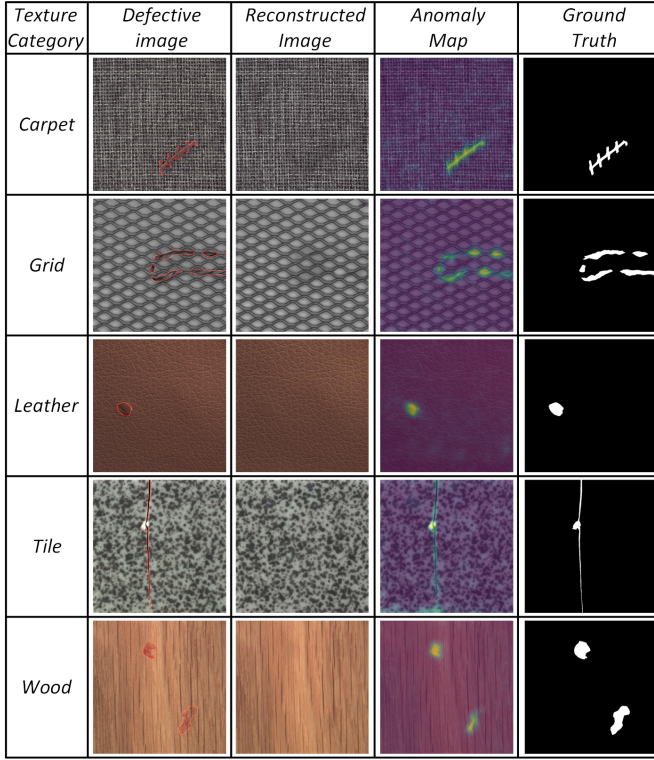 Texture Category
Defective image
Reconstructed Image
Anomaly Map
Ground Truth
Carpet
Grid
Leather
Tile
Wood